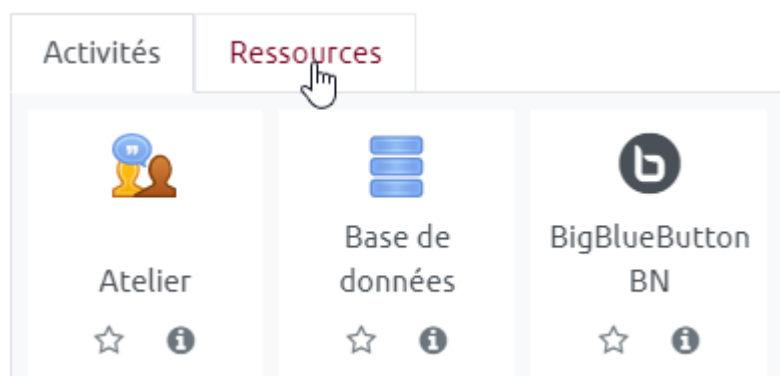 Activités Ressources
Atelier
Base de
données
BigBlueButton
BN